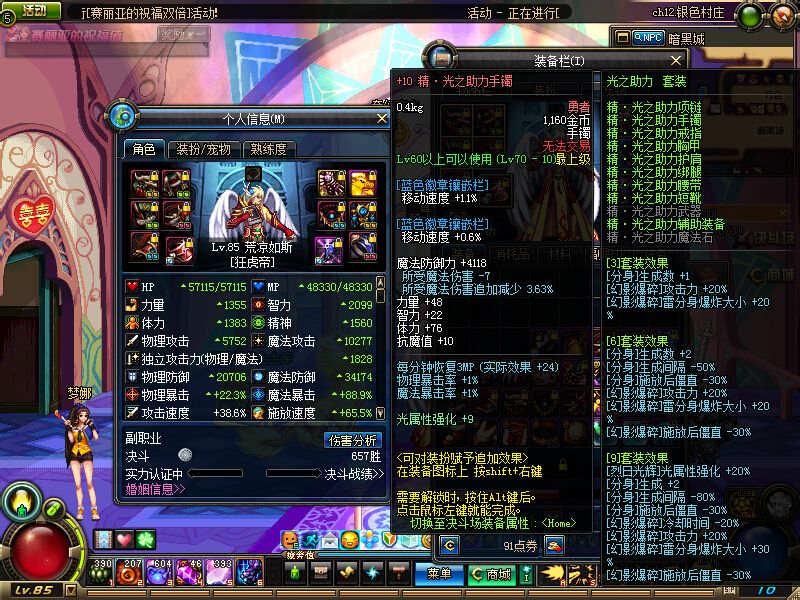 活动
[赛丽亚的祝福双倍]活动!
活动 - 正在进行[
ch12.银色村庄
赛丽亚的祝福值
NPC
暗黑城
装备栏(I)
个人信息(M)
角色
装扮/宠物
熟练度
Lv.85 荒凉如斯
[狂虎帝]
HP 57115/57115
MP 48330/48330
力量 1355
智力 2099
体力 1383
精神 1560
物理攻击 5752
魔法攻击 10277
独立攻击力(物理/魔法) 1828
物理防御 20706
魔法防御 34174
物理暴击 +22.3%
魔法暴击 +88.9%
攻击速度 +38.6%
施放速度 +65.5%
副职业
伤害分析
决斗
657胜
实力认证中
决斗战绩>>
婚姻信息>>
+10 精·光之助力手镯
0.4kg
勇者
1,160金币
手镯
无法交易
Lv60以上可以使用 (Lv70 - 10)最上级
[蓝色徽章镶嵌栏]
移动速度 +1.1%
[蓝色徽章镶嵌栏]
移动速度 +0.6%
魔法防御力 +4118
所受魔法伤害 -7
所受魔法伤害追加减少 3.63%
力量 +48
智力 +22
体力 +76
抗魔值 +10
每分钟恢复3MP (实际效果 +24)
物理暴击率 +1%
魔法暴击率 +1%
光属性强化 +9
<可对装扮赋予追加效果>
在装备图标上 按shift+右键
需要解锁时, 按住Alt键后。
点击鼠标左键就能完成。
切换至决斗场装备属性 : <Home>
光之助力 套装
精·光之助力项链
精·光之助力手镯
精·光之助力戒指
精·光之助力胸甲
精·光之助力护肩
精·光之助力绑腿
精·光之助力腰带
精·光之助力短靴
精·光之助力武器
精·光之助力辅助装备
精·光之助力魔法石
[3]套装效果
[分身]生成数 +1
[幻影爆碎]攻击力 +20%
[幻影爆碎]雷分身爆炸大小 +20
%
[6]套装效果
[分身]生成数 +2
[分身]生成间隔 -50%
[分身]施放后僵直 -30%
[幻影爆碎]雷分身爆炸大小 +20
%
[幻影爆碎]施放后僵直 -30%
[9]套装效果
[烈日光辉]光属性强化 +20%
[分身]生成 +2
[分身]生成间隔 -80%
[分身]施放后僵直 -30%
[幻影爆碎]冷却时间 -20%
[幻影爆碎]攻击力 +20%
[幻影爆碎]雷分身爆炸大小 +30
%
[幻影爆碎]施放后僵直 -30%
梦娜
疲劳值
91点券
390
207
604
46
393
菜单
商城
Lv.85